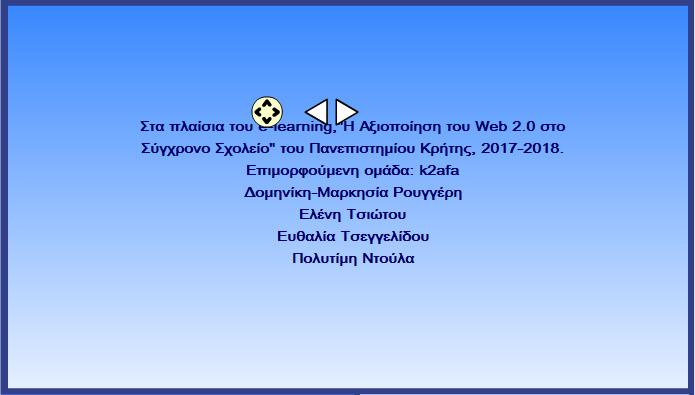 Στα πλαίσια του e-learning,"Η Αξιοποίηση του Web 2.0 στο
Σύγχρονο Σχολείο" του Πανεπιστημίου Κρήτης, 2017-2018.
Επιμορφούμενη ομάδα: k2afa
Δομηνίκη-Μαρκησία Ρουγγέρη
Ελένη Τσιώτου
Ευθαλία Τσεγγελίδου
Πολυτίμη Ντούλα